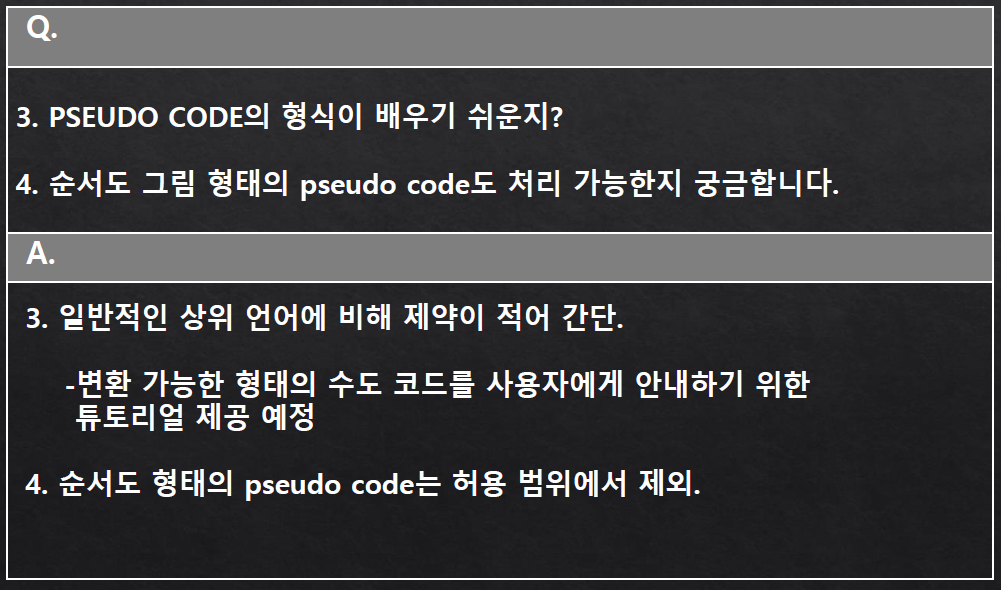 Q.
3. PSEUDO CODE의 형식이 배우기 쉬운지?
4. 순서도 그림 형태의 pseudo code도 처리 가능한지 궁금합니다.
A.
3. 일반적인 상위 언어에 비해 제약이 적어 간단.
-변환 가능한 형태의 수도 코드를 사용자에게 안내하기 위한
튜토리얼 제공 예정
4. 순서도 형태의 pseudo code는 허용 범위에서 제외.